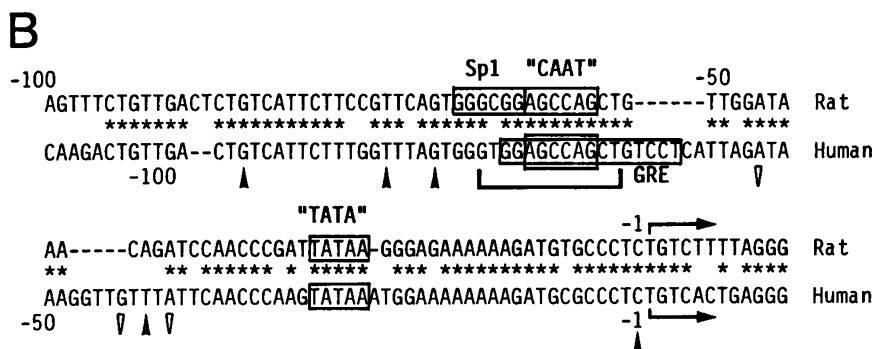 B
-100
Sp1 "CAAT" -50
AGTTTCTGTTGACTCTGTCATTCTTCCGTTCAGTGGGCGGAGCCAGCTG------TTGGATA Rat
******* *********** *** *** ****** *********** ** ****
CAAGACTGTTGA--CTGTCATTCTTTGGTTTAGTGGGTGGAGCCAGCTGTCCTCATTAGATA Human
-100 GRE
"TATA" -1
AA-----CAGATCCAACCCGATTATAA-GGGAGAAAAAAGATGTGCCCTCTGTCTTTTAGGG Rat
** ** ****** * ***** *** ********** *********** * ****
AAGGTTGTTTATTCAACCCAAGTATAAATGGAAAAAAAAGATGCGCCCTCTGTCACTGAGGG Human
-50 -1